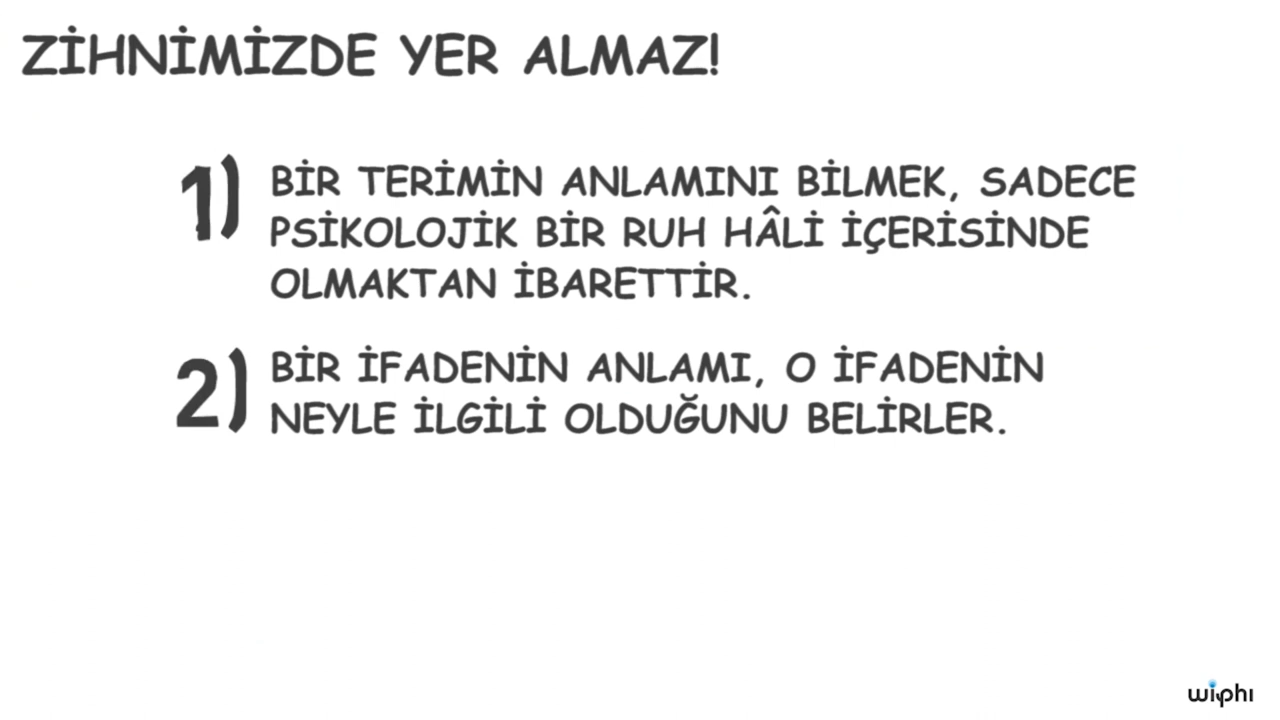 ZİHNİMİZDE YER ALMAZ!
1) BİR TERİMİN ANLAMINI BİLMEK, SADECE
PSİKOLOJİK BİR RUH HÂLİ İÇERİSİNDE
OLMAKTAN İBARETTİR.
2) BİR İFADENİN ANLAMI, O İFADENİN
NEYLE İLGİLİ OLDUĞUNU BELİRLER.
wiphi